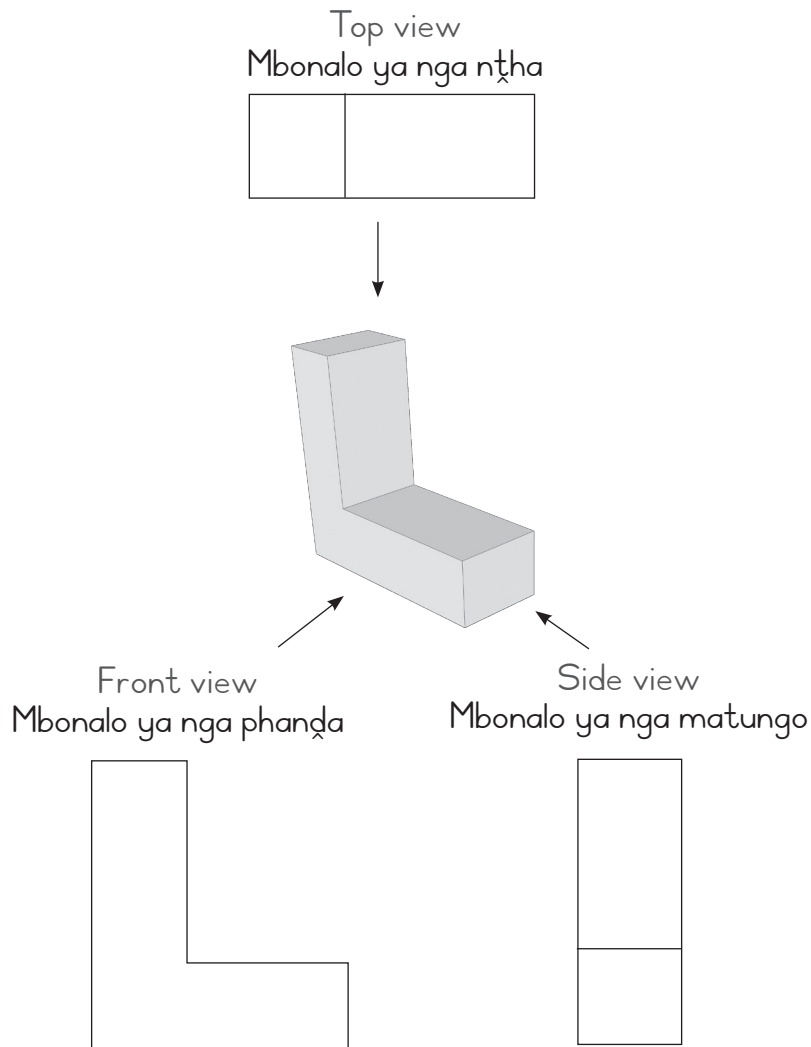 Top view
Mbonalo ya nga nṱha
Front view
Mbonalo ya nga phanḓa
Side view
Mbonalo ya nga matungo